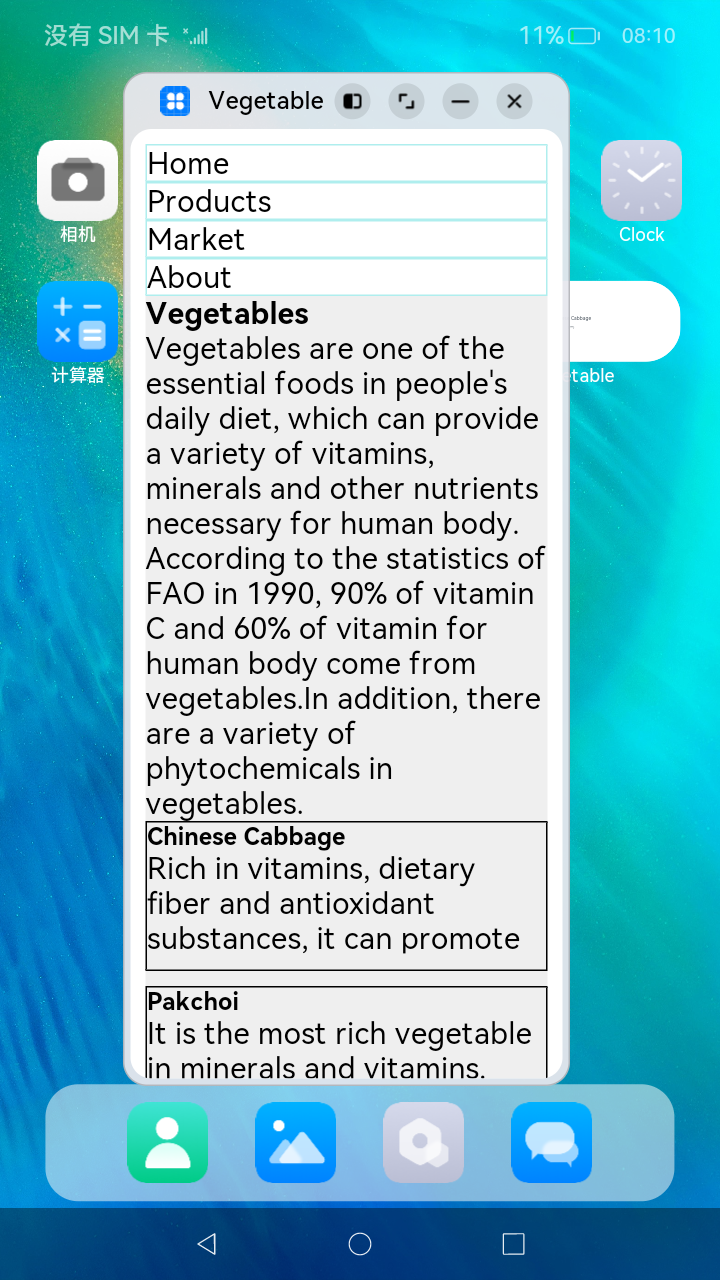 没有 SIM 卡
11%
08:10
Vegetable
相机
Clock
计算器
Cabbage
table
Home
Products
Market
About
Vegetables
Vegetables are one of the
essential foods in people's
daily diet, which can provide
a variety of vitamins,
minerals and other nutrients
necessary for human body.
According to the statistics of
FAO in 1990, 90% of vitamin
C and 60% of vitamin for
human body come from
vegetables.In addition, there
are a variety of
phytochemicals in
vegetables.
Chinese Cabbage
Rich in vitamins, dietary
fiber and antioxidant
substances, it can promote
Pakchoi
It is the most rich vegetable
in minerals and vitamins.